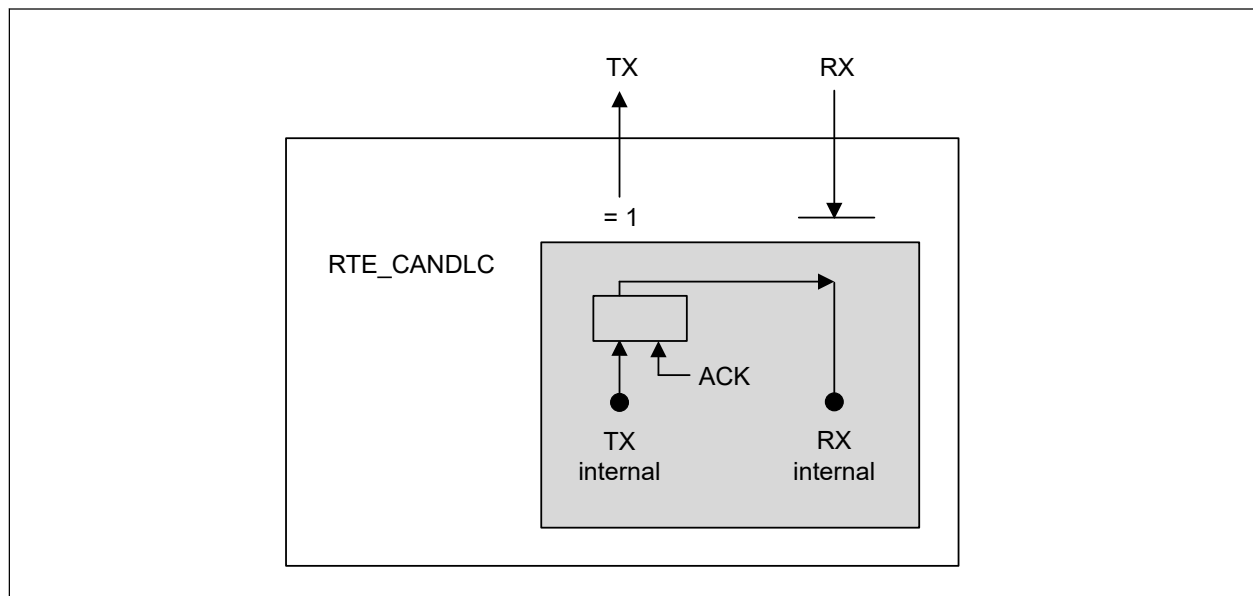 TX RX
= 1
RTE_CANDLC
ACK
TX RX
internal internal